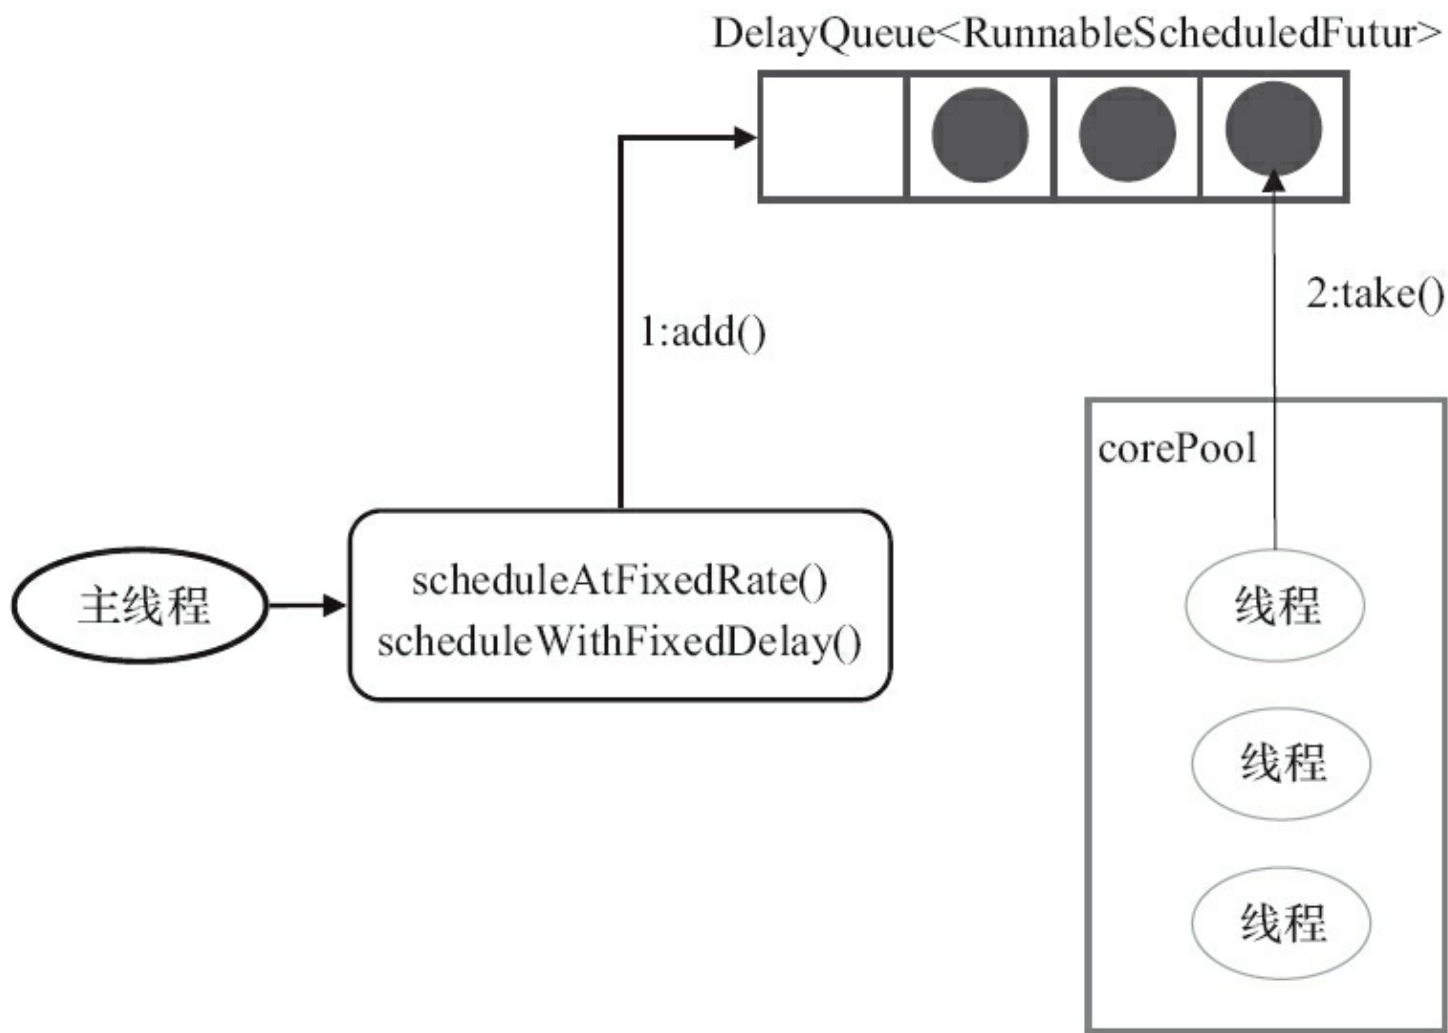 DelayQueue<RunnableScheduledFutur>
1:add()
2:take()
corePool
主线程
scheduleAtFixedRate()
scheduleWithFixedDelay()
线程
线程
线程